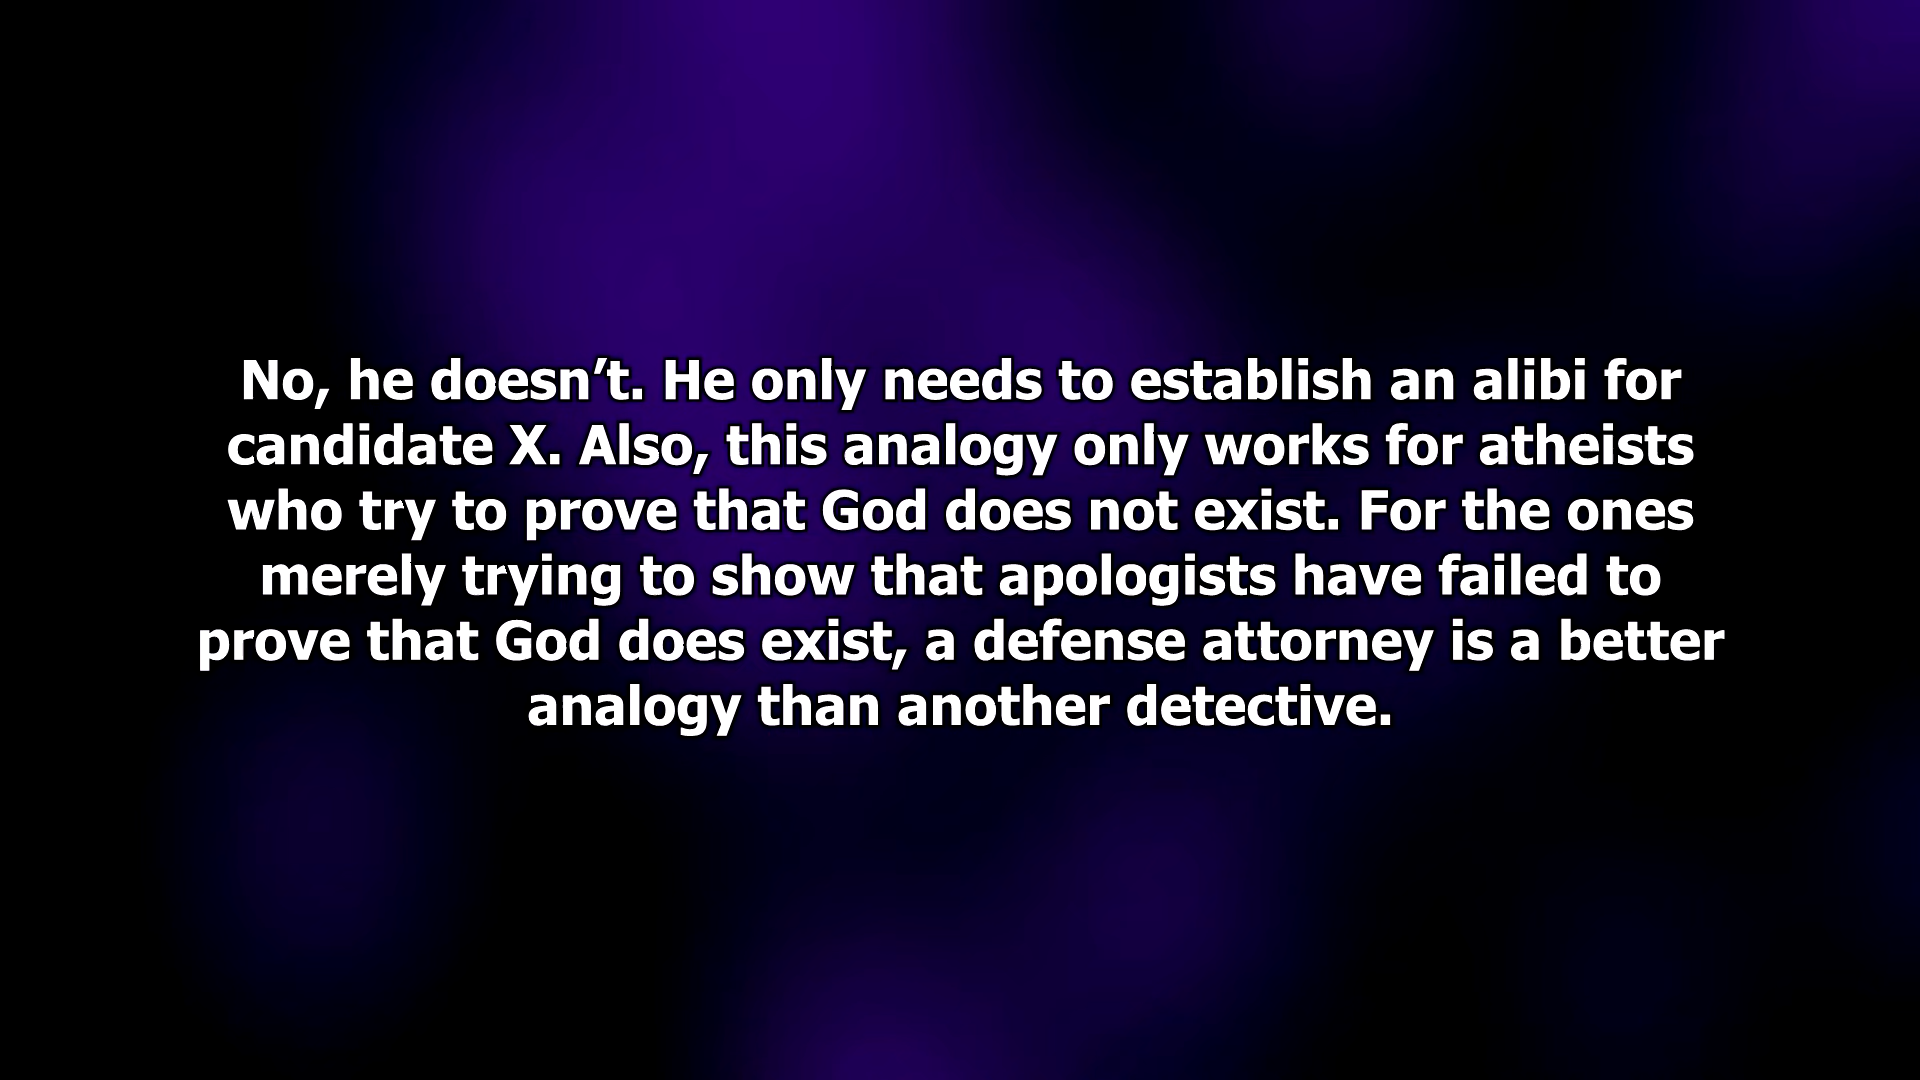 No, he doesn’t. He only needs to establish an alibi for
candidate X. Also, this analogy only works for atheists
who try to prove that God does not exist. For the ones
merely trying to show that apologists have failed to
prove that God does exist, a defense attorney is a better
analogy than another detective.